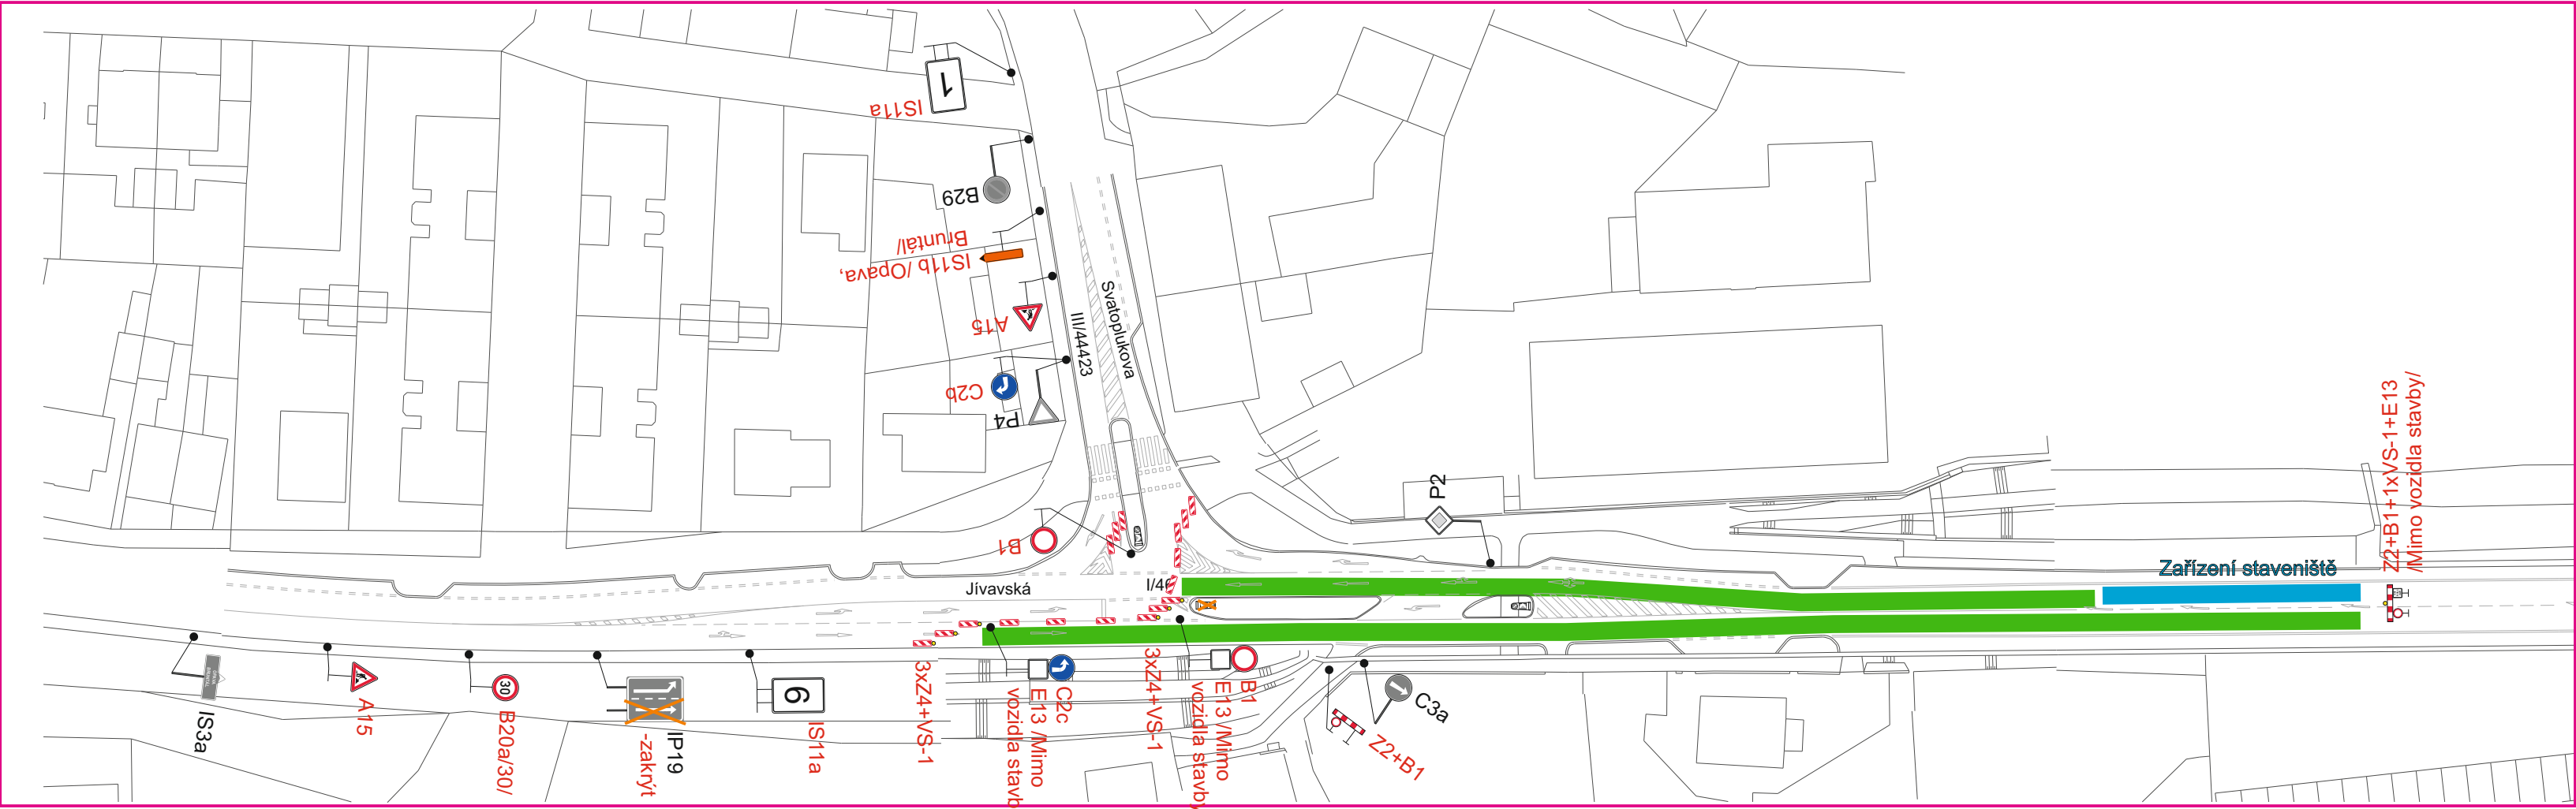 1
IS11a
B29
IS11b /Opava,
Bruntál/
A15
C2b
P4
III/44423
Svatoplukova
B1
P2
Jívavská
I/46
Zařízení staveniště
Z2+B1+1xVS-1+E13
/Mimo vozidla stavby/
IS3a
A15
30
B20a/30/
IP19
-zakrýt
6
IS11a
3xZ4+VS-1
C2c
E13 /Mimo
vozidla stavb
3xZ4+VS-1
B1
E13 /Mimo
vozidla stavby
Z2+B1
C3a